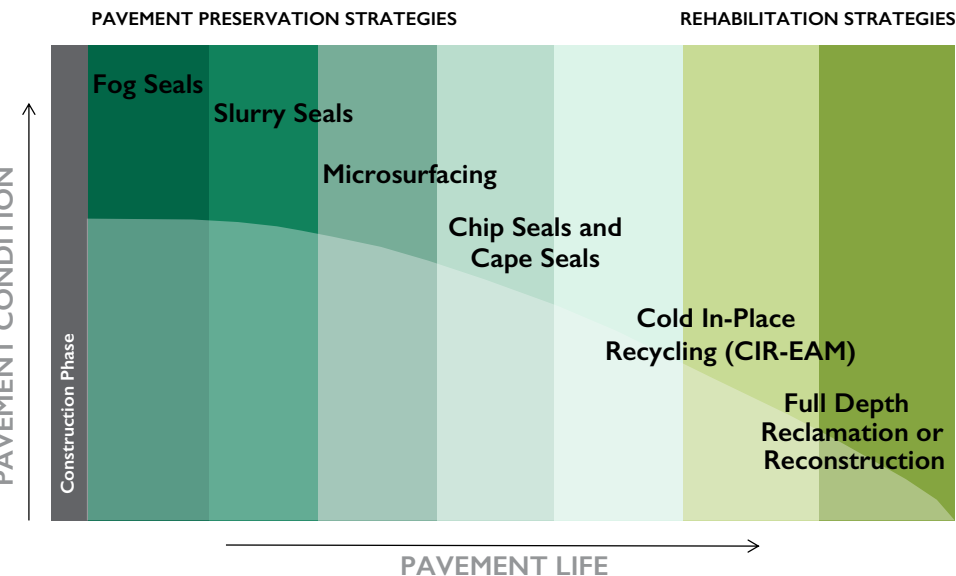 PAVEMENT PRESERVATION STRATEGIES
REHABILITATION STRATEGIES
Fog Seals
Slurry Seals
Microsurfacing
Chip Seals and
Cape Seals
Cold In-Place
Recycling (CIR-EAM)
Full Depth
Reclamation or
Reconstruction
Construction Phase
PAVEMENT CONDITION
PAVEMENT LIFE